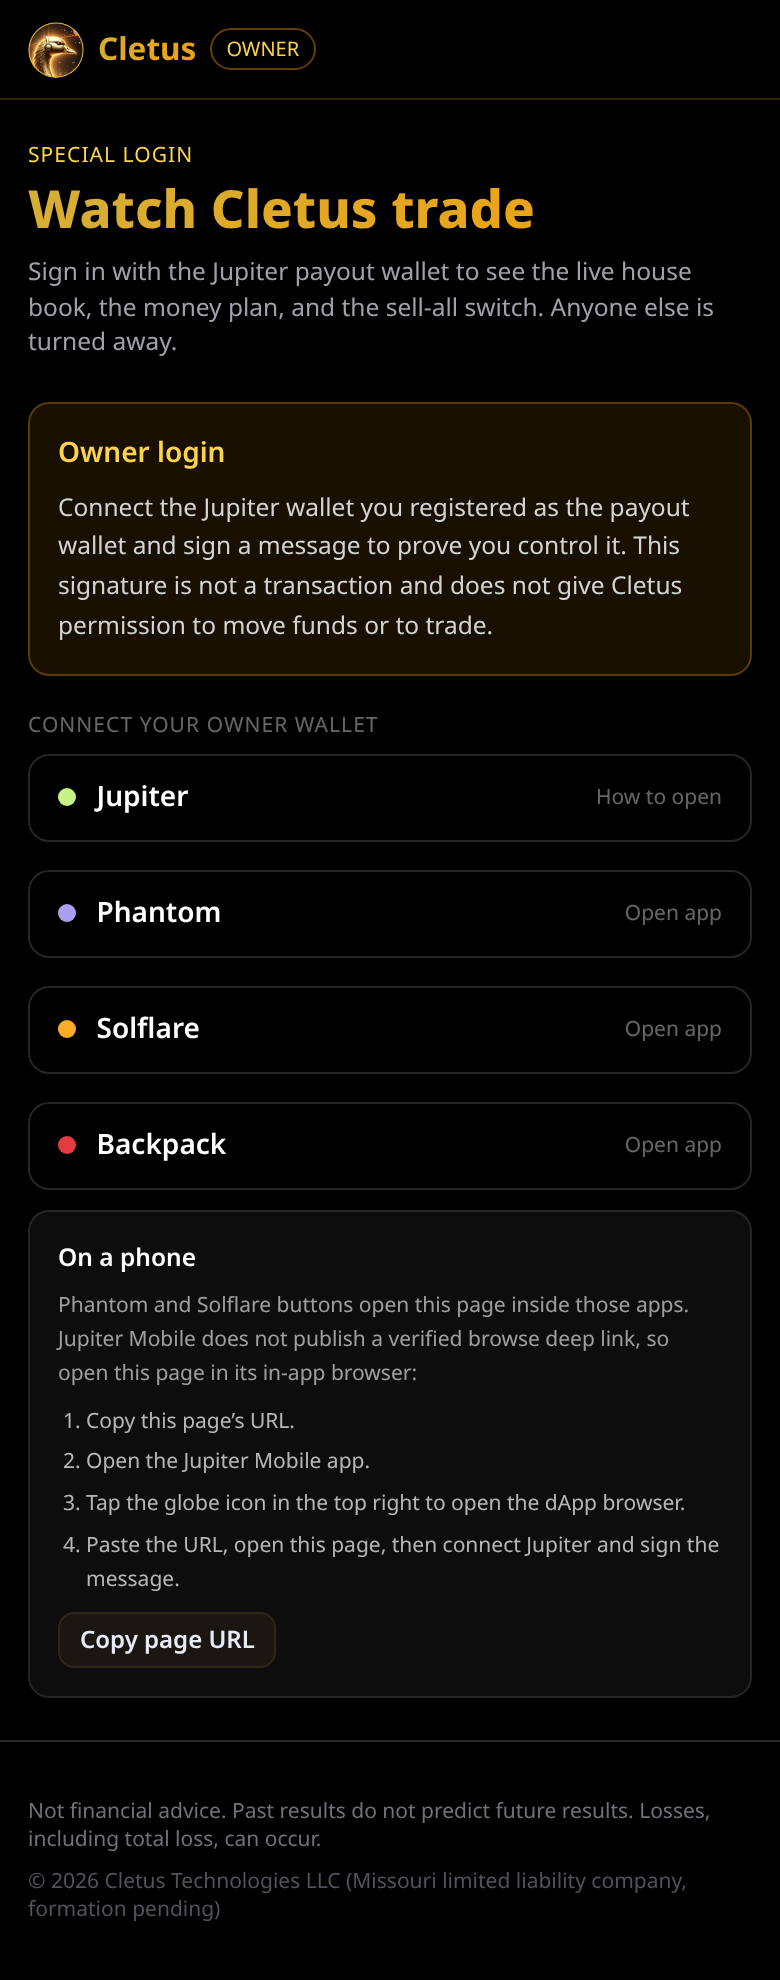 Cletus
OWNER
SPECIAL LOGIN
Watch Cletus trade
Sign in with the Jupiter payout wallet to see the live house
book, the money plan, and the sell-all switch. Anyone else is
turned away.
Owner login
Connect the Jupiter wallet you registered as the payout
wallet and sign a message to prove you control it. This
signature is not a transaction and does not give Cletus
permission to move funds or to trade.
CONNECT YOUR OWNER WALLET
Jupiter
How to open
Phantom
Open app
Solflare
Open app
Backpack
Open app
On a phone
Phantom and Solflare buttons open this page inside those apps.
Jupiter Mobile does not publish a verified browse deep link, so
open this page in its in-app browser:
1. Copy this page’s URL.
2. Open the Jupiter Mobile app.
3. Tap the globe icon in the top right to open the dApp browser.
4. Paste the URL, open this page, then connect Jupiter and sign the
message.
Copy page URL
Not financial advice. Past results do not predict future results. Losses,
including total loss, can occur.
© 2026 Cletus Technologies LLC (Missouri limited liability company,
formation pending)